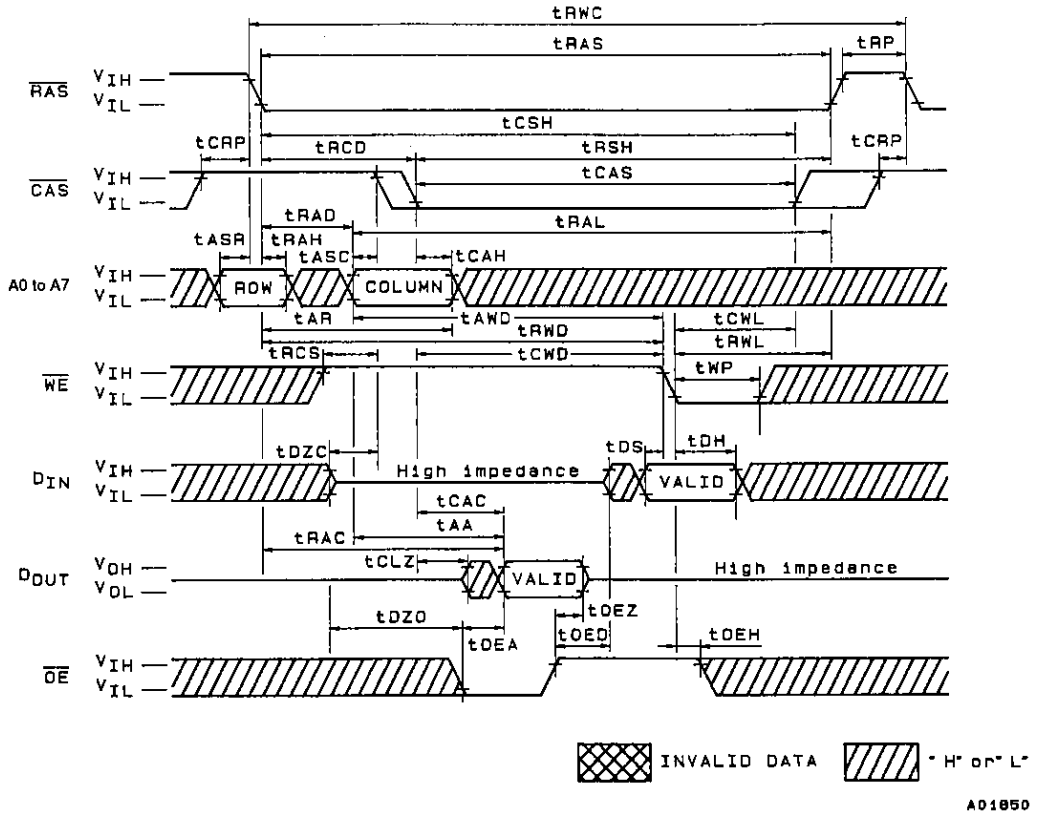 tRWC
tRAS
tRP
RAS
VIH
VIL
tCSH
tCRP
tRCD
tRSH
tCRP
CAS
VIH
VIL
tCAS
tRAD
tRAL
tASR
tRAH
tASC
tCAH
A0 to A7
VIH
VIL
ROW
COLUMN
tAR
tAWD
tCWL
tRWD
tRWL
tRCS
tCWD
tWP
WE
VIH
VIL
tDZC
tDS
tDH
DIN
VIH
VIL
High impedance
VALID
tCAC
tAA
tRAC
tCLZ
DOUT
VOH
VOL
VALID
High impedance
tOEZ
tDZO
tOEA
tOED
tOEH
OE
VIH
VIL
INVALID DATA
"H" or "L"
A01850